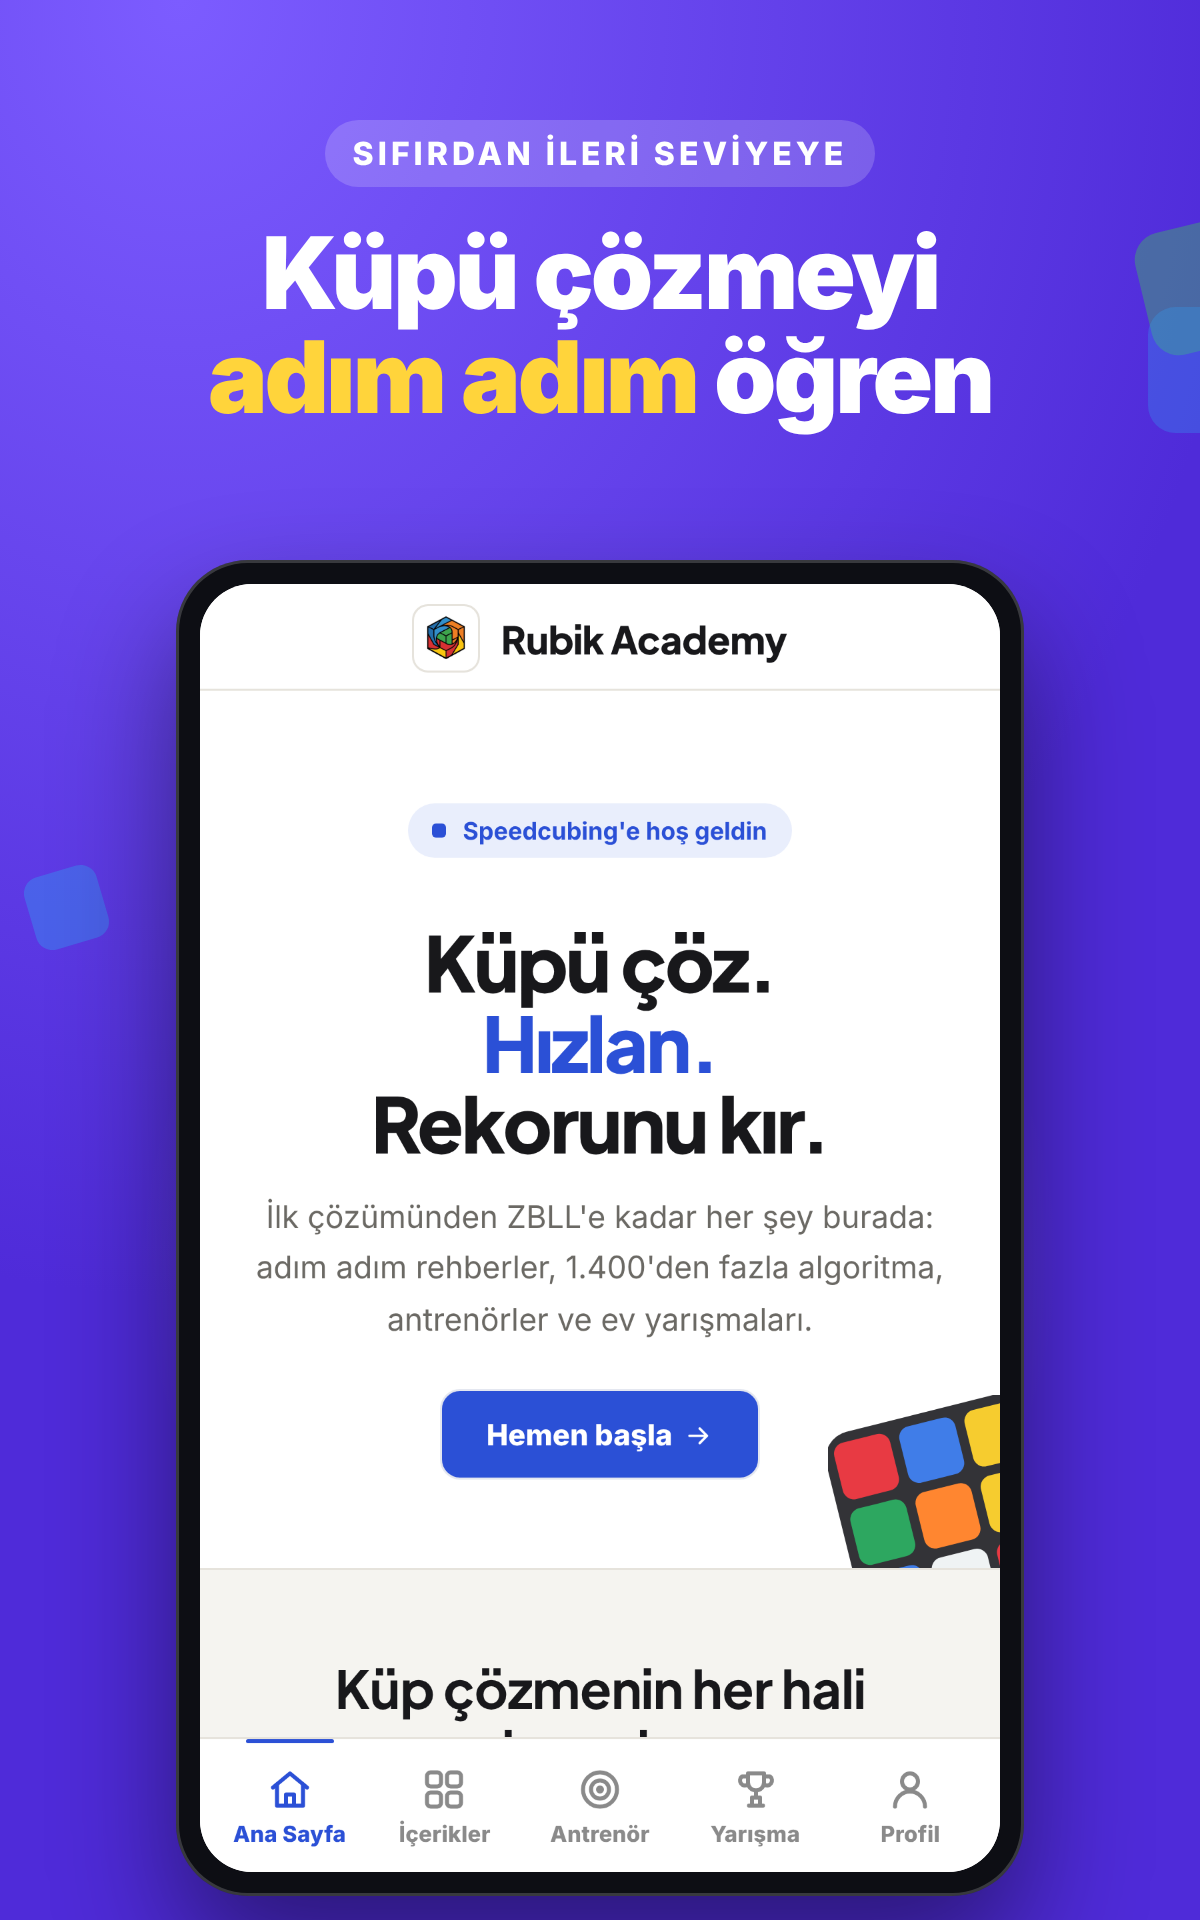 SIFIRDAN İLERİ SEVİYEYE
Küpü çözmeyi
adım adım öğren
Rubik Academy
Speedcubing'e hoş geldin
Küpü çöz.
Hızlan.
Rekorunu kır.
İlk çözümünden ZBLL'e kadar her şey burada:
adım adım rehberler, 1.400'den fazla algoritma,
antrenörler ve ev yarışmaları.
Hemen başla →
Küp çözmenin her hali
Ana Sayfa
İçerikler
Antrenör
Yarışma
Profil